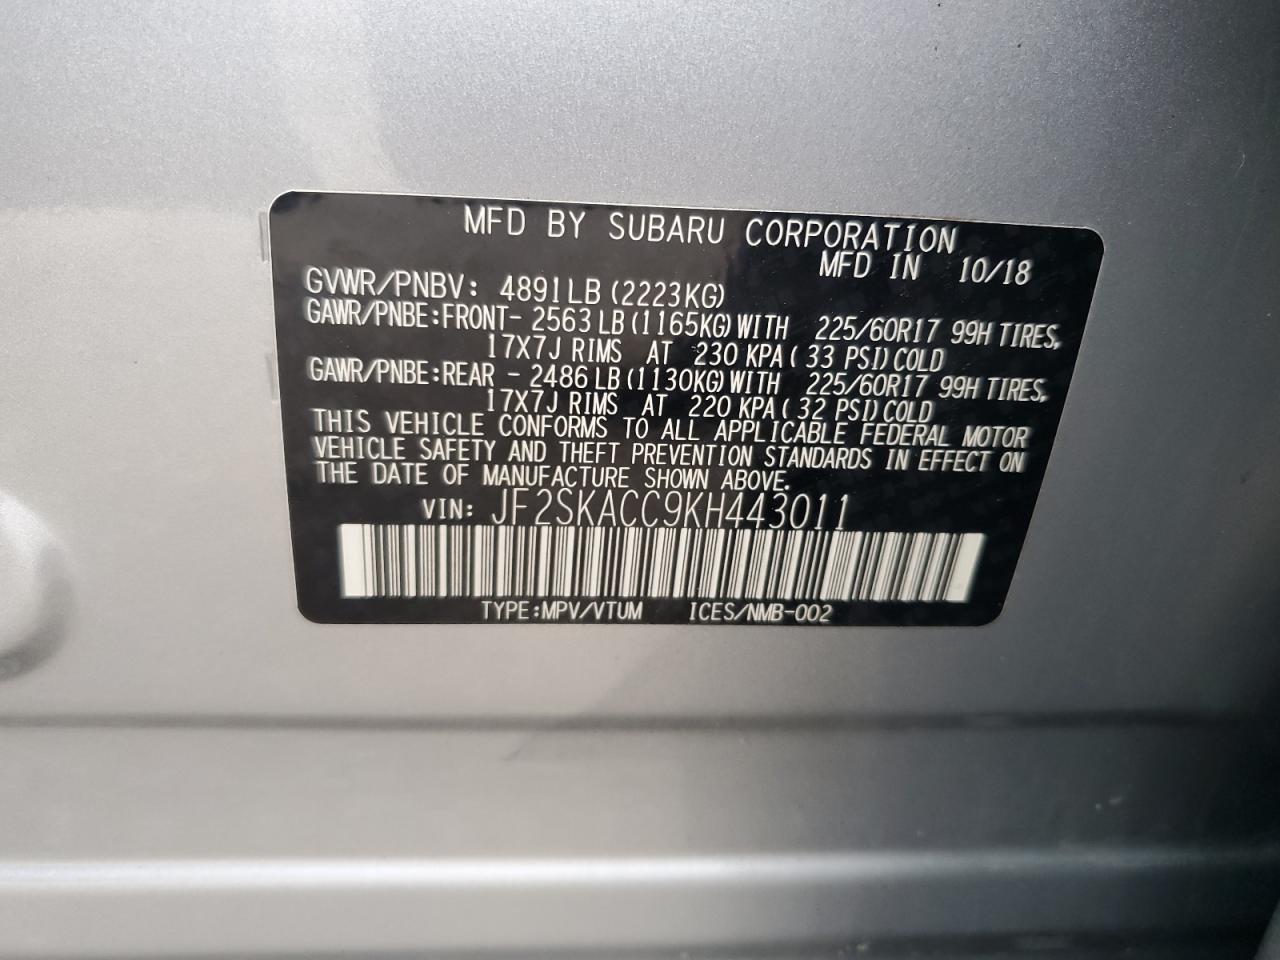 MFD BY SUBARU CORPORATION
MFD IN 10/18
GVWR/PNBV: 4891LB (2223KG)
GAWR/PNBE:FRONT- 2563 LB (1165KG) WITH 225/60R17 99H TIRES,
17X7J RIMS AT 230 KPA ( 33 PSI) COLD
GAWR/PNBE:REAR - 2486 LB (1130KG) WITH 225/60R17 99H TIRES,
17X7J RIMS AT 220 KPA ( 32 PSI) COLD
THIS VEHICLE CONFORMS TO ALL APPLICABLE FEDERAL MOTOR
VEHICLE SAFETY AND THEFT PREVENTION STANDARDS IN EFFECT ON
THE DATE OF MANUFACTURE SHOWN ABOVE.
VIN: JF2SKACC9KH443011
TYPE:MPV/VTUM ICES/NMB-002